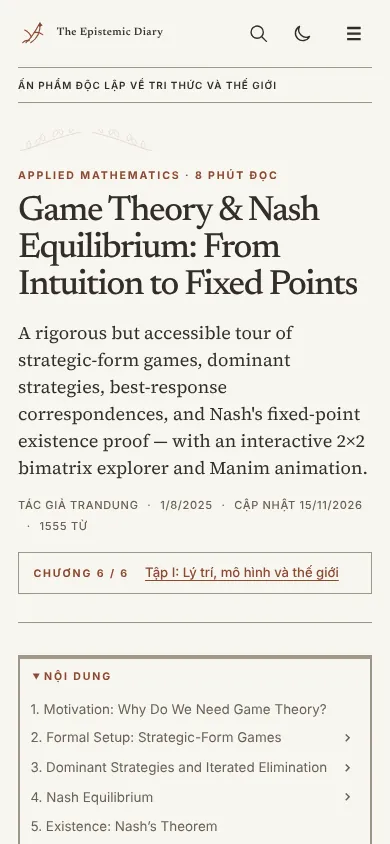 The Epistemic Diary
ẤN PHẨM ĐỘC LẬP VỀ TRI THỨC VÀ THẾ GIỚI
APPLIED MATHEMATICS · 8 PHÚT ĐỌC
Game Theory & Nash
Equilibrium: From
Intuition to Fixed Points
A rigorous but accessible tour of
strategic-form games, dominant
strategies, best-response
correspondences, and Nash's fixed-point
existence proof — with an interactive 2×2
bimatrix explorer and Manim animation.
TÁC GIẢ TRANDUNG · 1/8/2025 · CẬP NHẬT 15/11/2026
· 1555 TỪ
CHƯƠNG 6 / 6 Tập I: Lý trí, mô hình và thế giới
▼ NỘI DUNG
1. Motivation: Why Do We Need Game Theory?
2. Formal Setup: Strategic-Form Games
3. Dominant Strategies and Iterated Elimination
4. Nash Equilibrium
5. Existence: Nash’s Theorem